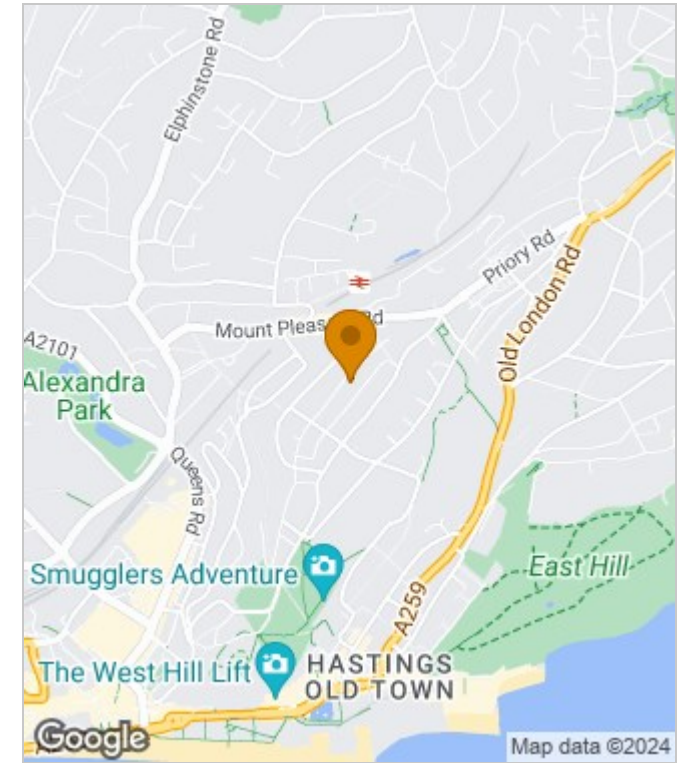 Elphinstone Rd
Priory Rd
Old London Rd
Mount Pleas
Rd
A2101
Alexandra
Park
Queens Rd
Smugglers Adventure
East Hill
A259
The West Hill Lift
HASTINGS
OLD TOWN
Google
Map data ©2024